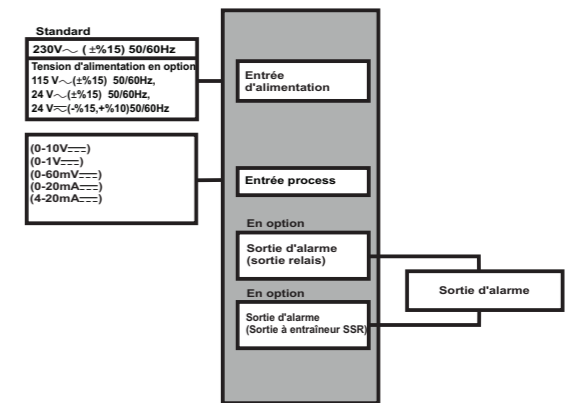 Standard
230V～ ( ±%15) 50/60Hz
Tension d'alimentation en option
115 V～(±%15) 50/60Hz,
24 V～(±%15) 50/60Hz,
24 V⏦(-%15,+%10)50/60Hz
Entrée
d'alimentation
(0-10V⎓)
(0-1V⎓)
(0-60mV⎓)
(0-20mA⎓)
(4-20mA⎓)
Entrée process
En option
Sortie d'alarme
(sortie relais)
En option
Sortie d'alarme
(Sortie à entraîneur SSR)
Sortie d'alarme